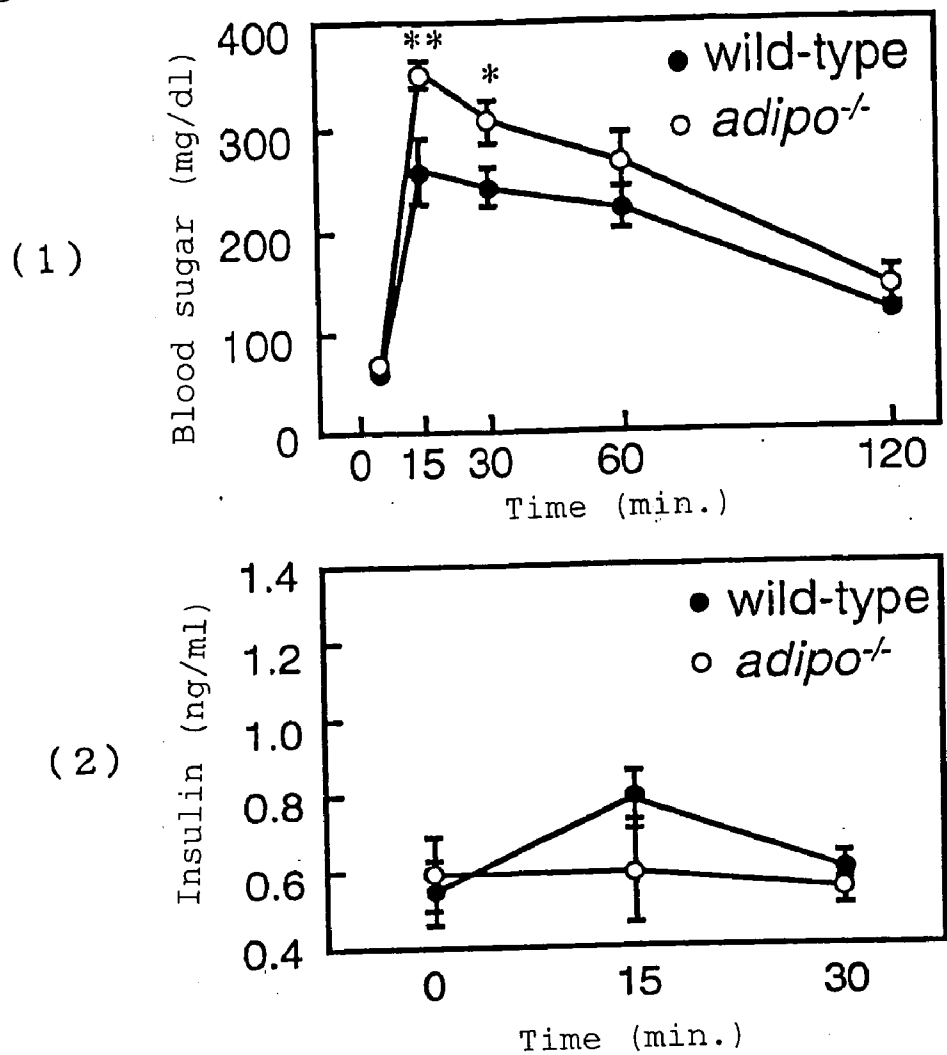 400
300
200
100
0
** *
● wild-type
○ adipo-/-
(1)
Blood sugar (mg/dl)
0 15 30 60 120
Time (min.)
1.4
1.2
1.0
0.8
0.6
0.4
● wild-type
○ adipo-/-
(2)
Insulin (ng/ml)
0 15 30
Time (min.)